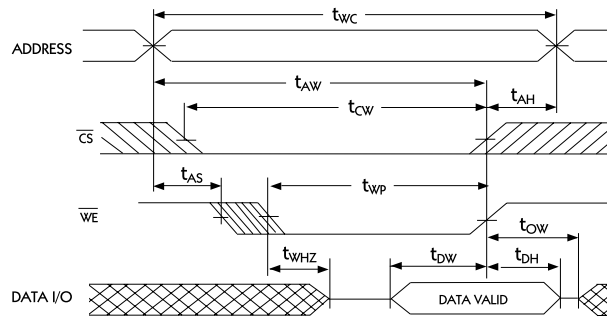 tWC
ADDRESS
tAW
tCW
tAH
CS
tAS
tWP
WE
tOW
tWHZ
tDW
tDH
DATA I/O
DATA VALID